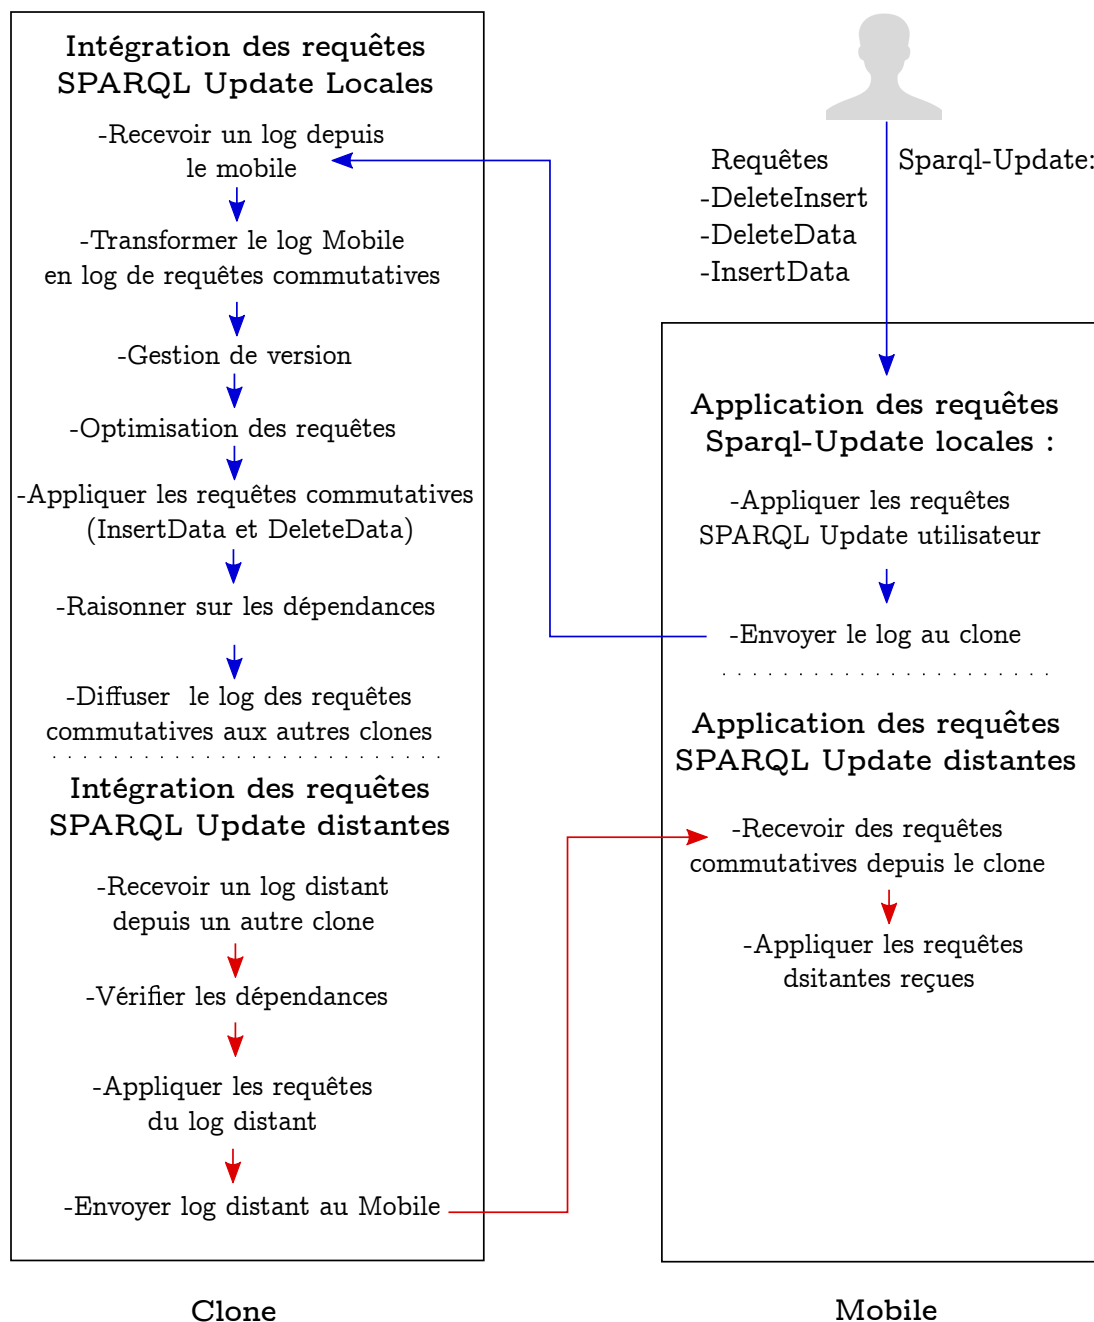 Intégration des requêtes
SPARQL Update Locales
-Recevoir un log depuis
le mobile
-Transformer le log Mobile
en log de requêtes commutatives
-Gestion de version
-Optimisation des requêtes
-Appliquer les requêtes commutatives
(InsertData et DeleteData)
-Raisonner sur les dépendances
-Diffuser le log des requêtes
commutatives aux autres clones
Intégration des requêtes
SPARQL Update distantes
-Recevoir un log distant
depuis un autre clone
-Vérifier les dépendances
-Appliquer les requêtes
du log distant
-Envoyer log distant au Mobile
Clone
Requêtes Sparql-Update:
-DeleteInsert
-DeleteData
-InsertData
Application des requêtes
Sparql-Update locales :
-Appliquer les requêtes
SPARQL Update utilisateur
-Envoyer le log au clone
Application des requêtes
SPARQL Update distantes
-Recevoir des requêtes
commutatives depuis le clone
-Appliquer les requêtes
dsitantes reçues
Mobile